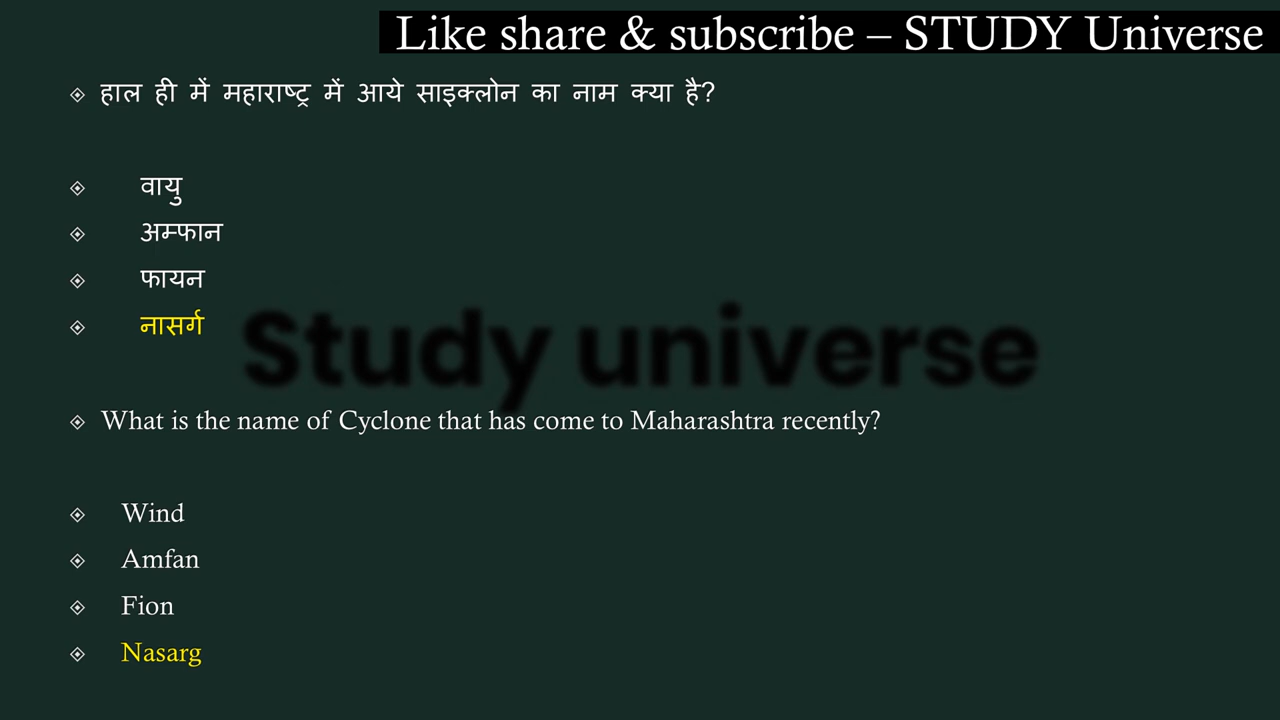 Like share & subscribe – STUDY Universe
हाल ही में महाराष्ट्र में आये साइक्लोन का नाम क्या है?
वायु
अम्फान
फायन
नासर्ग
Study universe
What is the name of Cyclone that has come to Maharashtra recently?
Wind
Amfan
Fion
Nasarg